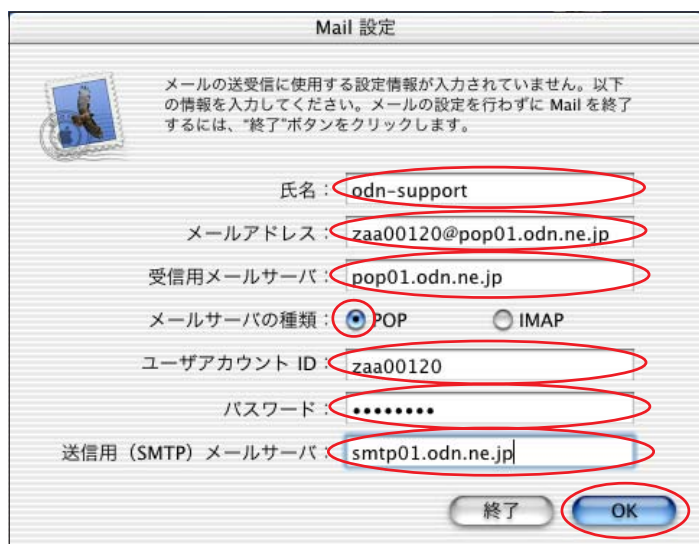 Mail 設定
メールの送受信に使用する設定情報が入力されていません。以下
の情報を入力してください。メールの設定を行わずに Mail を終了
するには、“終了”ボタンをクリックします。
氏名： odn-support
メールアドレス： zaa00120@pop01.odn.ne.jp
受信用メールサーバ： pop01.odn.ne.jp
メールサーバの種類： POP IMAP
ユーザアカウント ID： zaa00120
パスワード： ••••••••
送信用（SMTP）メールサーバ： smtp01.odn.ne.jp
終了 OK